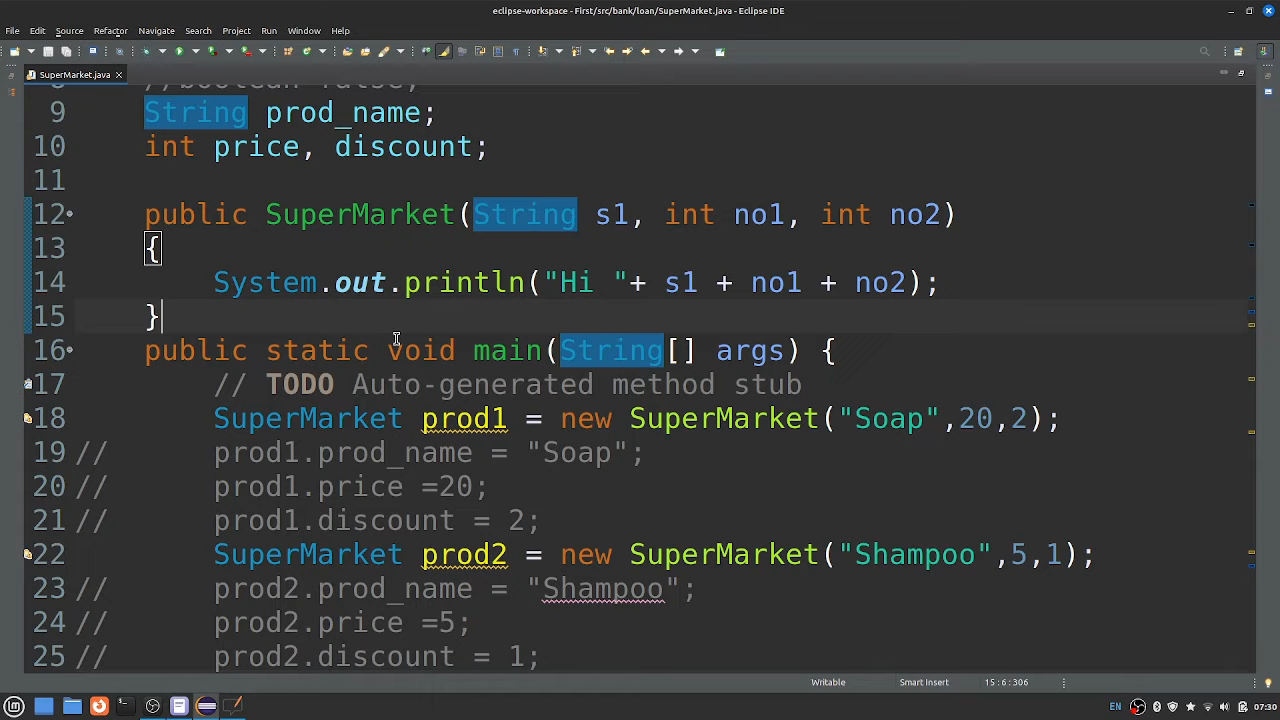 eclipse-workspace - First/src/bank/loan/SuperMarket.java - Eclipse IDE
File Edit Source Refactor Navigate Search Project Run Window Help
SuperMarket.java
8 //boolean false;
9 String prod_name;
10 int price, discount;
11
12 public SuperMarket(String s1, int no1, int no2)
13 {
14 System.out.println("Hi "+ s1 + no1 + no2);
15 }
16 public static void main(String[] args) {
17 // TODO Auto-generated method stub
18 SuperMarket prod1 = new SuperMarket("Soap",20,2);
19 // prod1.prod_name = "Soap";
20 // prod1.price =20;
21 // prod1.discount = 2;
22 SuperMarket prod2 = new SuperMarket("Shampoo",5,1);
23 // prod2.prod_name = "Shampoo";
24 // prod2.price =5;
25 // prod2.discount = 1;
Writable Smart Insert 15:6:306
EN 07:30